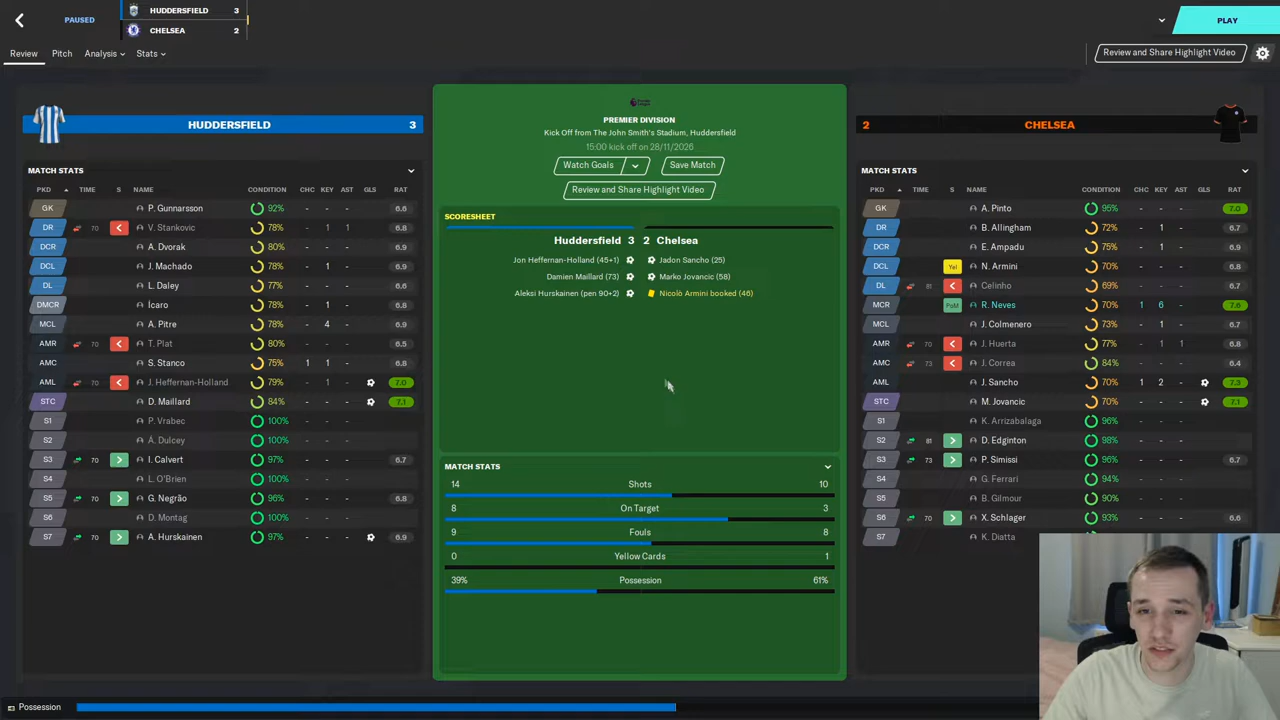 PAUSED
HUDDERSFIELD 3
CHELSEA 2
PLAY
Review Pitch Analysis Stats
Review and Share Highlight Video
HUDDERSFIELD 3
MATCH STATS
PKD TIME S NAME CONDITION CHC KEY AST GLS RAT
GK P. Gunnarsson 92% - - - - 6.6
DR 70 V. Stankovic 78% - 1 1 - 6.8
DCR A. Dvorak 80% - - - - 6.9
DCL J. Machado 78% - 1 - - 6.9
DL L. Daley 77% - - - - 6.6
DMCR Ícaro 78% - 1 - - 6.8
MCL A. Pitre 78% - 4 - - 6.9
AMR 70 T. Plat 80% - - - - 6.5
AMC S. Stanco 75% 1 1 - - 6.8
AML 70 J. Heffernan-Holland 79% - 1 - 7.0
STC D. Maillard 84% - - - 7.1
S1 P. Vrabec 100%
S2 Á. Dulcey 100%
S3 70 I. Calvert 97% - - - - 6.7
S4 L. O'Brien 100%
S5 70 G. Negrão 96% - - - - 6.8
S6 D. Montag 100%
S7 70 A. Hurskainen 97% - - - 6.9
PREMIER DIVISION
Kick Off from The John Smith's Stadium, Huddersfield
15:00 kick off on 28/11/2026
Watch Goals Save Match
Review and Share Highlight Video
SCORESHEET
Huddersfield 3 2 Chelsea
Jon Heffernan-Holland (45+1) Jadon Sancho (25)
Damien Maillard (73) Marko Jovancic (58)
Aleksi Hurskainen (pen 90+2) Nicolò Armini booked (46)
MATCH STATS
14 Shots 10
8 On Target 3
9 Fouls 8
0 Yellow Cards 1
39% Possession 61%
2 CHELSEA
MATCH STATS
PKD TIME S NAME CONDITION CHC KEY AST GLS RAT
GK A. Pinto 95% - - - - 7.0
DR B. Allingham 72% - 1 - - 6.7
DCR E. Ampadu 75% - 1 - - 6.9
DCL Yel N. Armini 70% - - - - 6.8
DL 81 Celinho 69% - - - - 6.7
MCR PoM R. Neves 70% 1 6 - - 7.6
MCL J. Colmenero 73% - 1 - - 6.7
AMR 70 J. Huerta 77% - 1 1 - 6.8
AMC 73 J. Correa 84% - - - - 6.4
AML J. Sancho 70% 1 2 - 7.3
STC M. Jovancic 70% - - - 7.1
S1 K. Arrizabalaga 96%
S2 81 D. Edginton 98% - - - - -
S3 73 P. Simissi 96% - - - - 6.7
S4 G. Ferrari 94%
S5 B. Gilmour 90%
S6 70 X. Schlager 93% - - - - 6.6
S7 K. Diatta
Possession